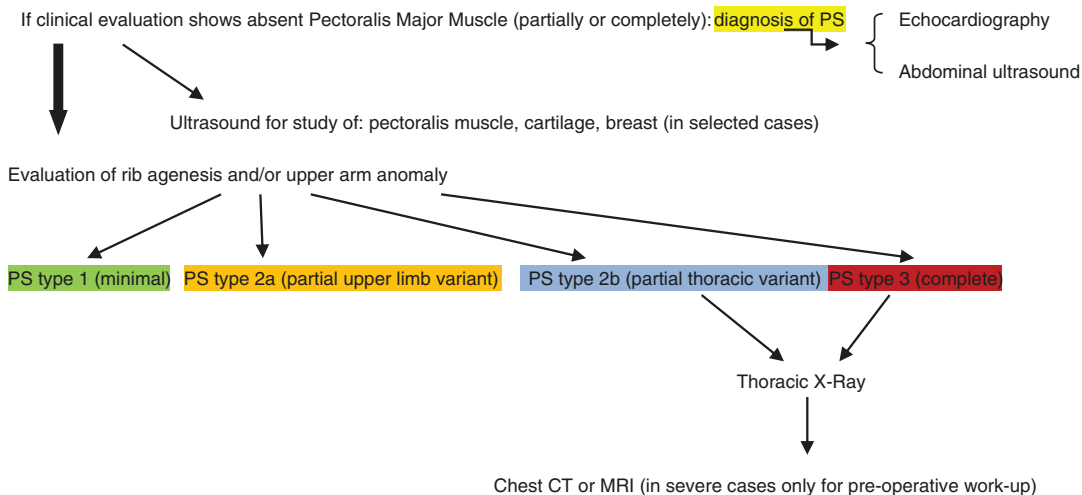 If clinical evaluation shows absent Pectoralis Major Muscle (partially or completely): diagnosis of PS
Echocardiography
Abdominal ultrasound
Ultrasound for study of: pectoralis muscle, cartilage, breast (in selected cases)
Evaluation of rib agenesis and/or upper arm anomaly
PS type 1 (minimal)
PS type 2a (partial upper limb variant)
PS type 2b (partial thoracic variant)
PS type 3 (complete)
Thoracic X-Ray
Chest CT or MRI (in severe cases only for pre-operative work-up)